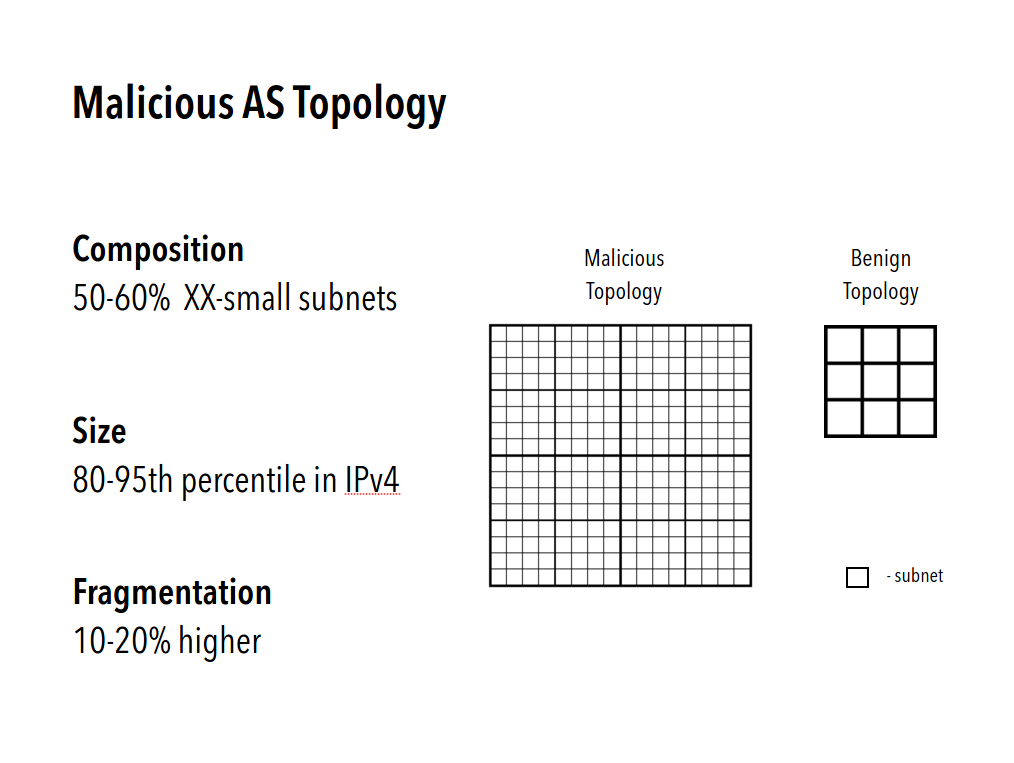 Malicious AS Topology
Composition
50-60%  XX-small subnets
Size
80-95th percentile in IPv4
Fragmentation
10-20% higher
Malicious
Topology
Benign
Topology
- subnet